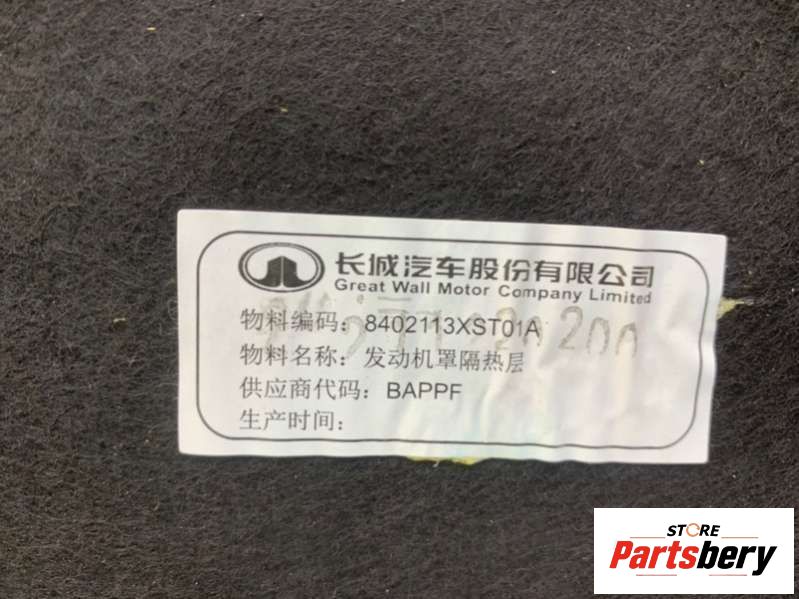 长城汽车股份有限公司
Great Wall Motor Company Limited
物料编码：8402113XST01A
物料名称：发动机罩隔热层
供应商代码：BAPPF
生产时间：
STORE
Partsbery